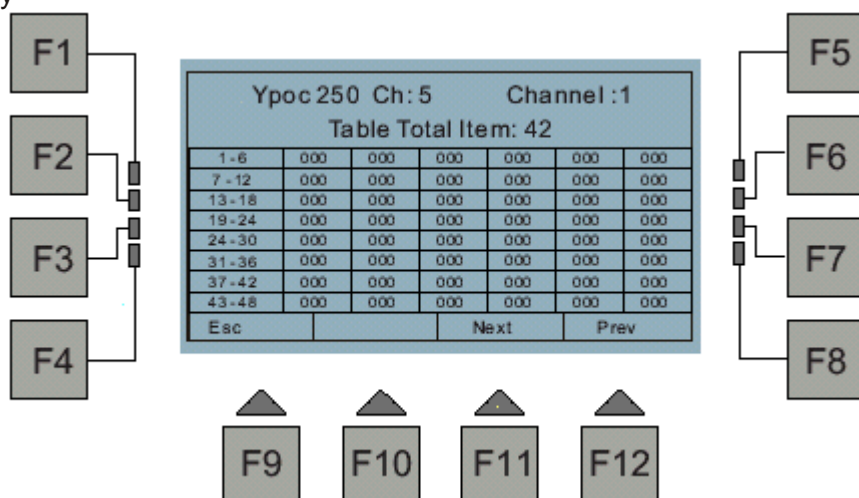 y
F1
F5
Ypoc 250 Ch: 5 Channel :1
Table Total Item: 42
F2
F6
1 - 6 000 000 000 000 000 000
7 - 12 000 000 000 000 000 000
13 - 18 000 000 000 000 000 000
19 - 24 000 000 000 000 000 000
24 - 30 000 000 000 000 000 000
31 - 36 000 000 000 000 000 000
37 - 42 000 000 000 000 000 000
43 - 48 000 000 000 000 000 000
F3
F7
Esc Next Prev
F4
F8
F9 F10 F11 F12